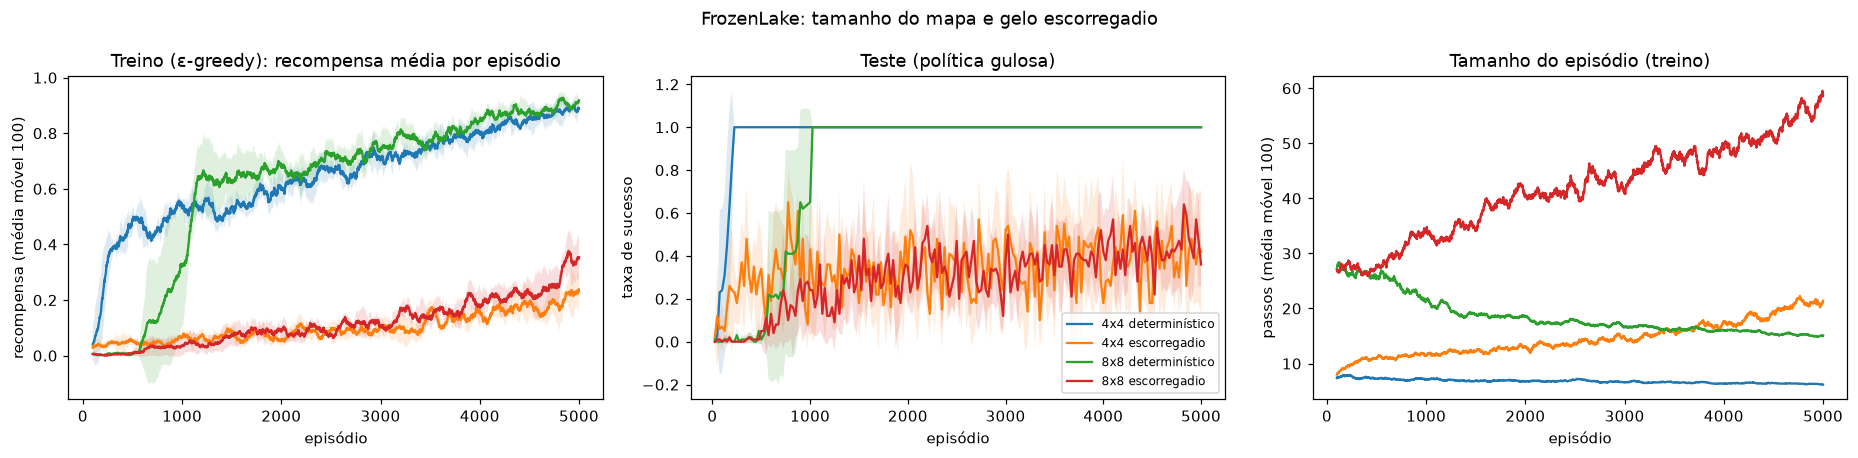 FrozenLake: tamanho do mapa e gelo escorregadio
Treino (ε-greedy): recompensa média por episódio
recompensa (média móvel 100)
1.0
0.8
0.6
0.4
0.2
0.0
0
1000
2000
3000
4000
5000
episódio
Teste (política gulosa)
taxa de sucesso
1.2
1.0
0.8
0.6
0.4
0.2
0.0
−0.2
4x4 determinístico
4x4 escorregadio
8x8 determinístico
8x8 escorregadio
0
1000
2000
3000
4000
5000
episódio
Tamanho do episódio (treino)
passos (média móvel 100)
60
50
40
30
20
10
0
1000
2000
3000
4000
5000
episódio